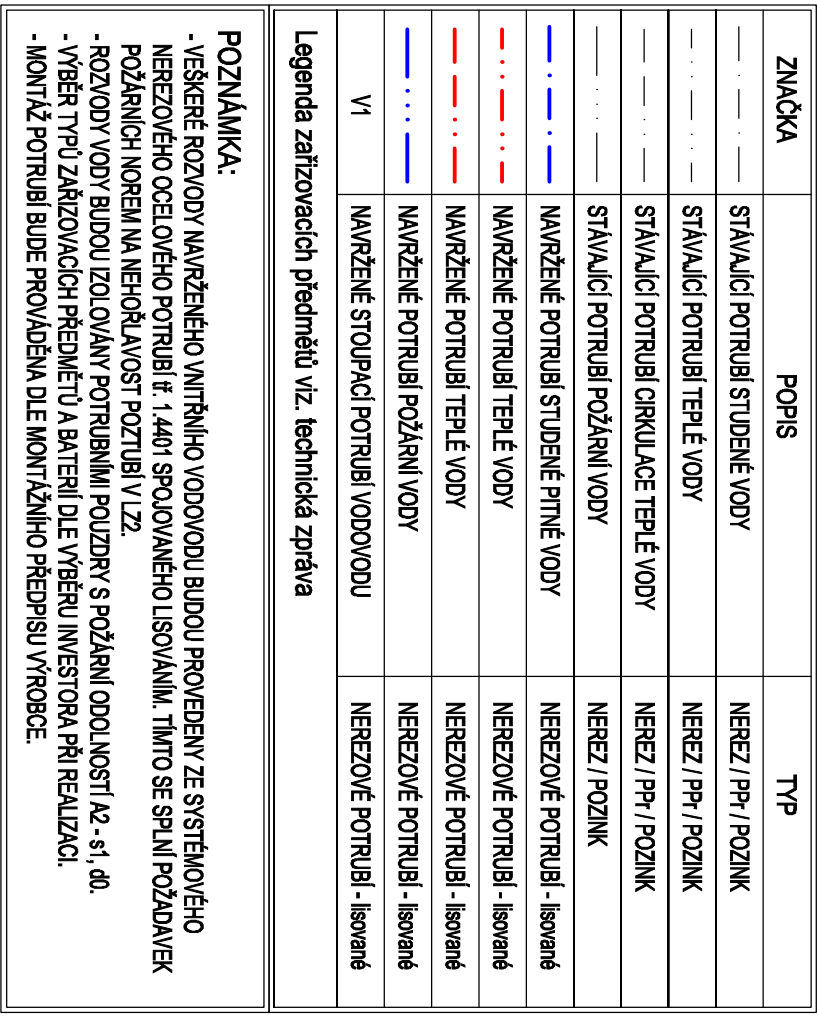 ZNAČKA POPIS TYP
STÁVAJÍCÍ POTRUBÍ STUDENÉ VODY NEREZ / PPr / POZINK
STÁVAJÍCÍ POTRUBÍ TEPLÉ VODY NEREZ / PPr / POZINK
STÁVAJÍCÍ POTRUBÍ CIRKULACE TEPLÉ VODY NEREZ / PPr / POZINK
STÁVAJÍCÍ POTRUBÍ POŽÁRNÍ VODY NEREZ / POZINK
NAVRŽENÉ POTRUBÍ STUDENÉ PITNÉ VODY NEREZOVÉ POTRUBÍ - lisované
NAVRŽENÉ POTRUBÍ TEPLÉ VODY NEREZOVÉ POTRUBÍ - lisované
NAVRŽENÉ POTRUBÍ TEPLÉ VODY NEREZOVÉ POTRUBÍ - lisované
NAVRŽENÉ POTRUBÍ POŽÁRNÍ VODY NEREZOVÉ POTRUBÍ - lisované
V1 NAVRŽENÉ STOUPACÍ POTRUBÍ VODOVODU NEREZOVÉ POTRUBÍ - lisované
Legenda zařizovacích předmětů viz. technická zpráva
POZNÁMKA:
- VEŠKERÉ ROZVODY NAVRŽENÉHO VNITŘNÍHO VODOVODU BUDOU PROVEDENY ZE SYSTÉMOVÉHO
NEREZOVÉHO OCELOVÉHO POTRUBÍ tř. 1.4401 SPOJOVANÉHO LISOVÁNÍM. TÍMTO SE SPLNÍ POŽADAVEK
POŽÁRNÍCH NOREM NA NEHOŘLAVOST POZTUBÍ V LZ2.
- ROZVODY VODY BUDOU IZOLOVÁNY POTRUBNÍMI POUZDRY S POŽÁRNÍ ODOLNOSTÍ A2 - s1, d0.
- VÝBĚR TYPŮ ZAŘIZOVACÍCH PŘEDMĚTŮ A BATERIÍ DLE VÝBĚRU INVESTORA PŘI REALIZACI.
- MONTÁŽ POTRUBÍ BUDE PROVÁDĚNA DLE MONTÁŽNÍHO PŘEDPISU VÝROBCE.